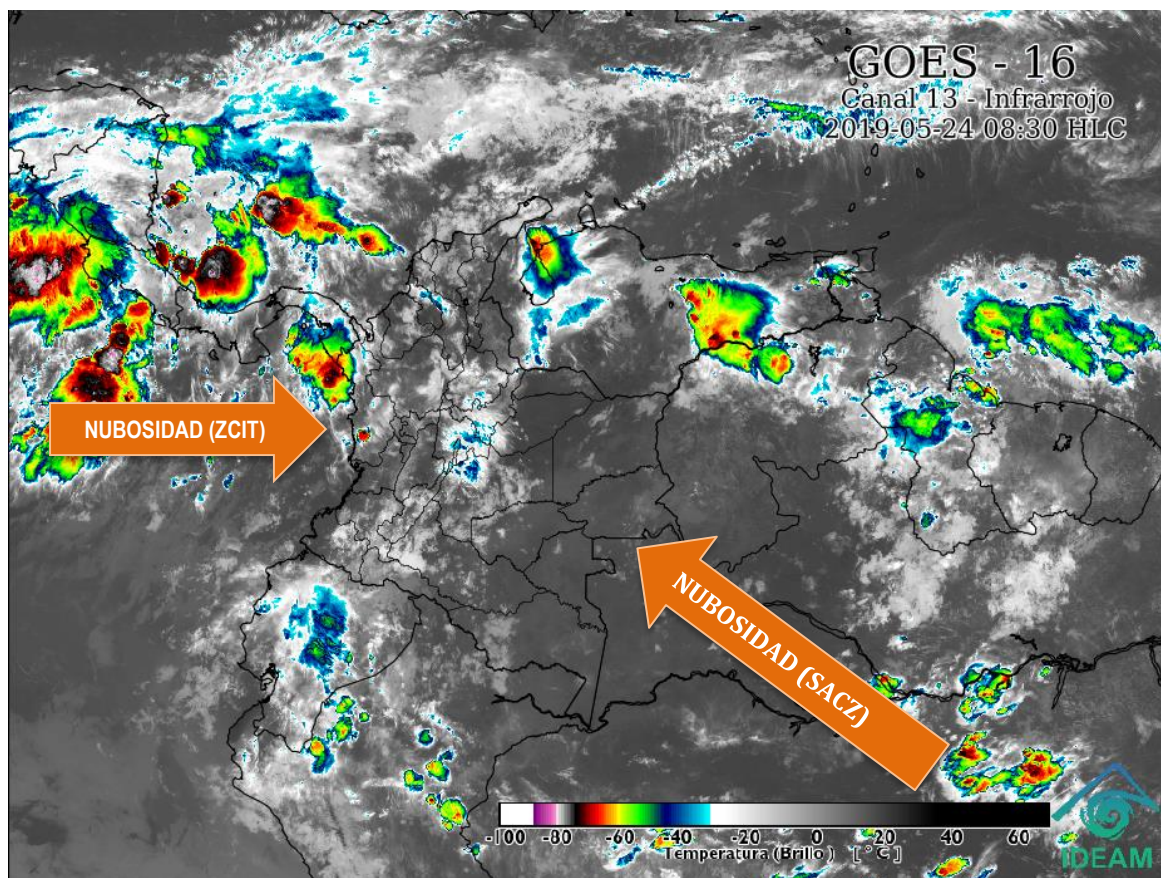 GOES - 16
Canal 13 - Infrarrojo
2019-05-24 08:30 HLC
NUBOSIDAD (ZCIT)
NUBOSIDAD (SACZ)
-100 -80 -60 -40 -20 0 20 40 60
Temperatura (Brillo) [°C]
IDEAM